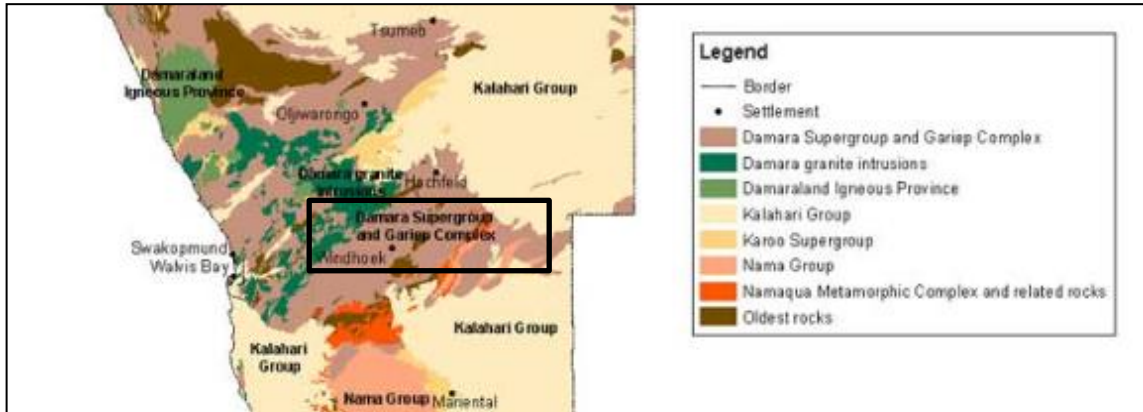 Tsumeb
Damaraland
Igneous Province
Kalahari Group
Otjiwarongo
Damara granite
intrusions
Hochfeld
Damara Supergroup
and Gariep Complex
Swakopmund
Windhoek
Walvis Bay
Kalahari Group
Kalahari
Group
Nama Group
Mariental
Legend
Border
Settlement
Damara Supergroup and Gariep Complex
Damara granite intrusions
Damaraland Igneous Province
Kalahari Group
Karoo Supergroup
Nama Group
Namaqua Metamorphic Complex and related rocks
Oldest rocks